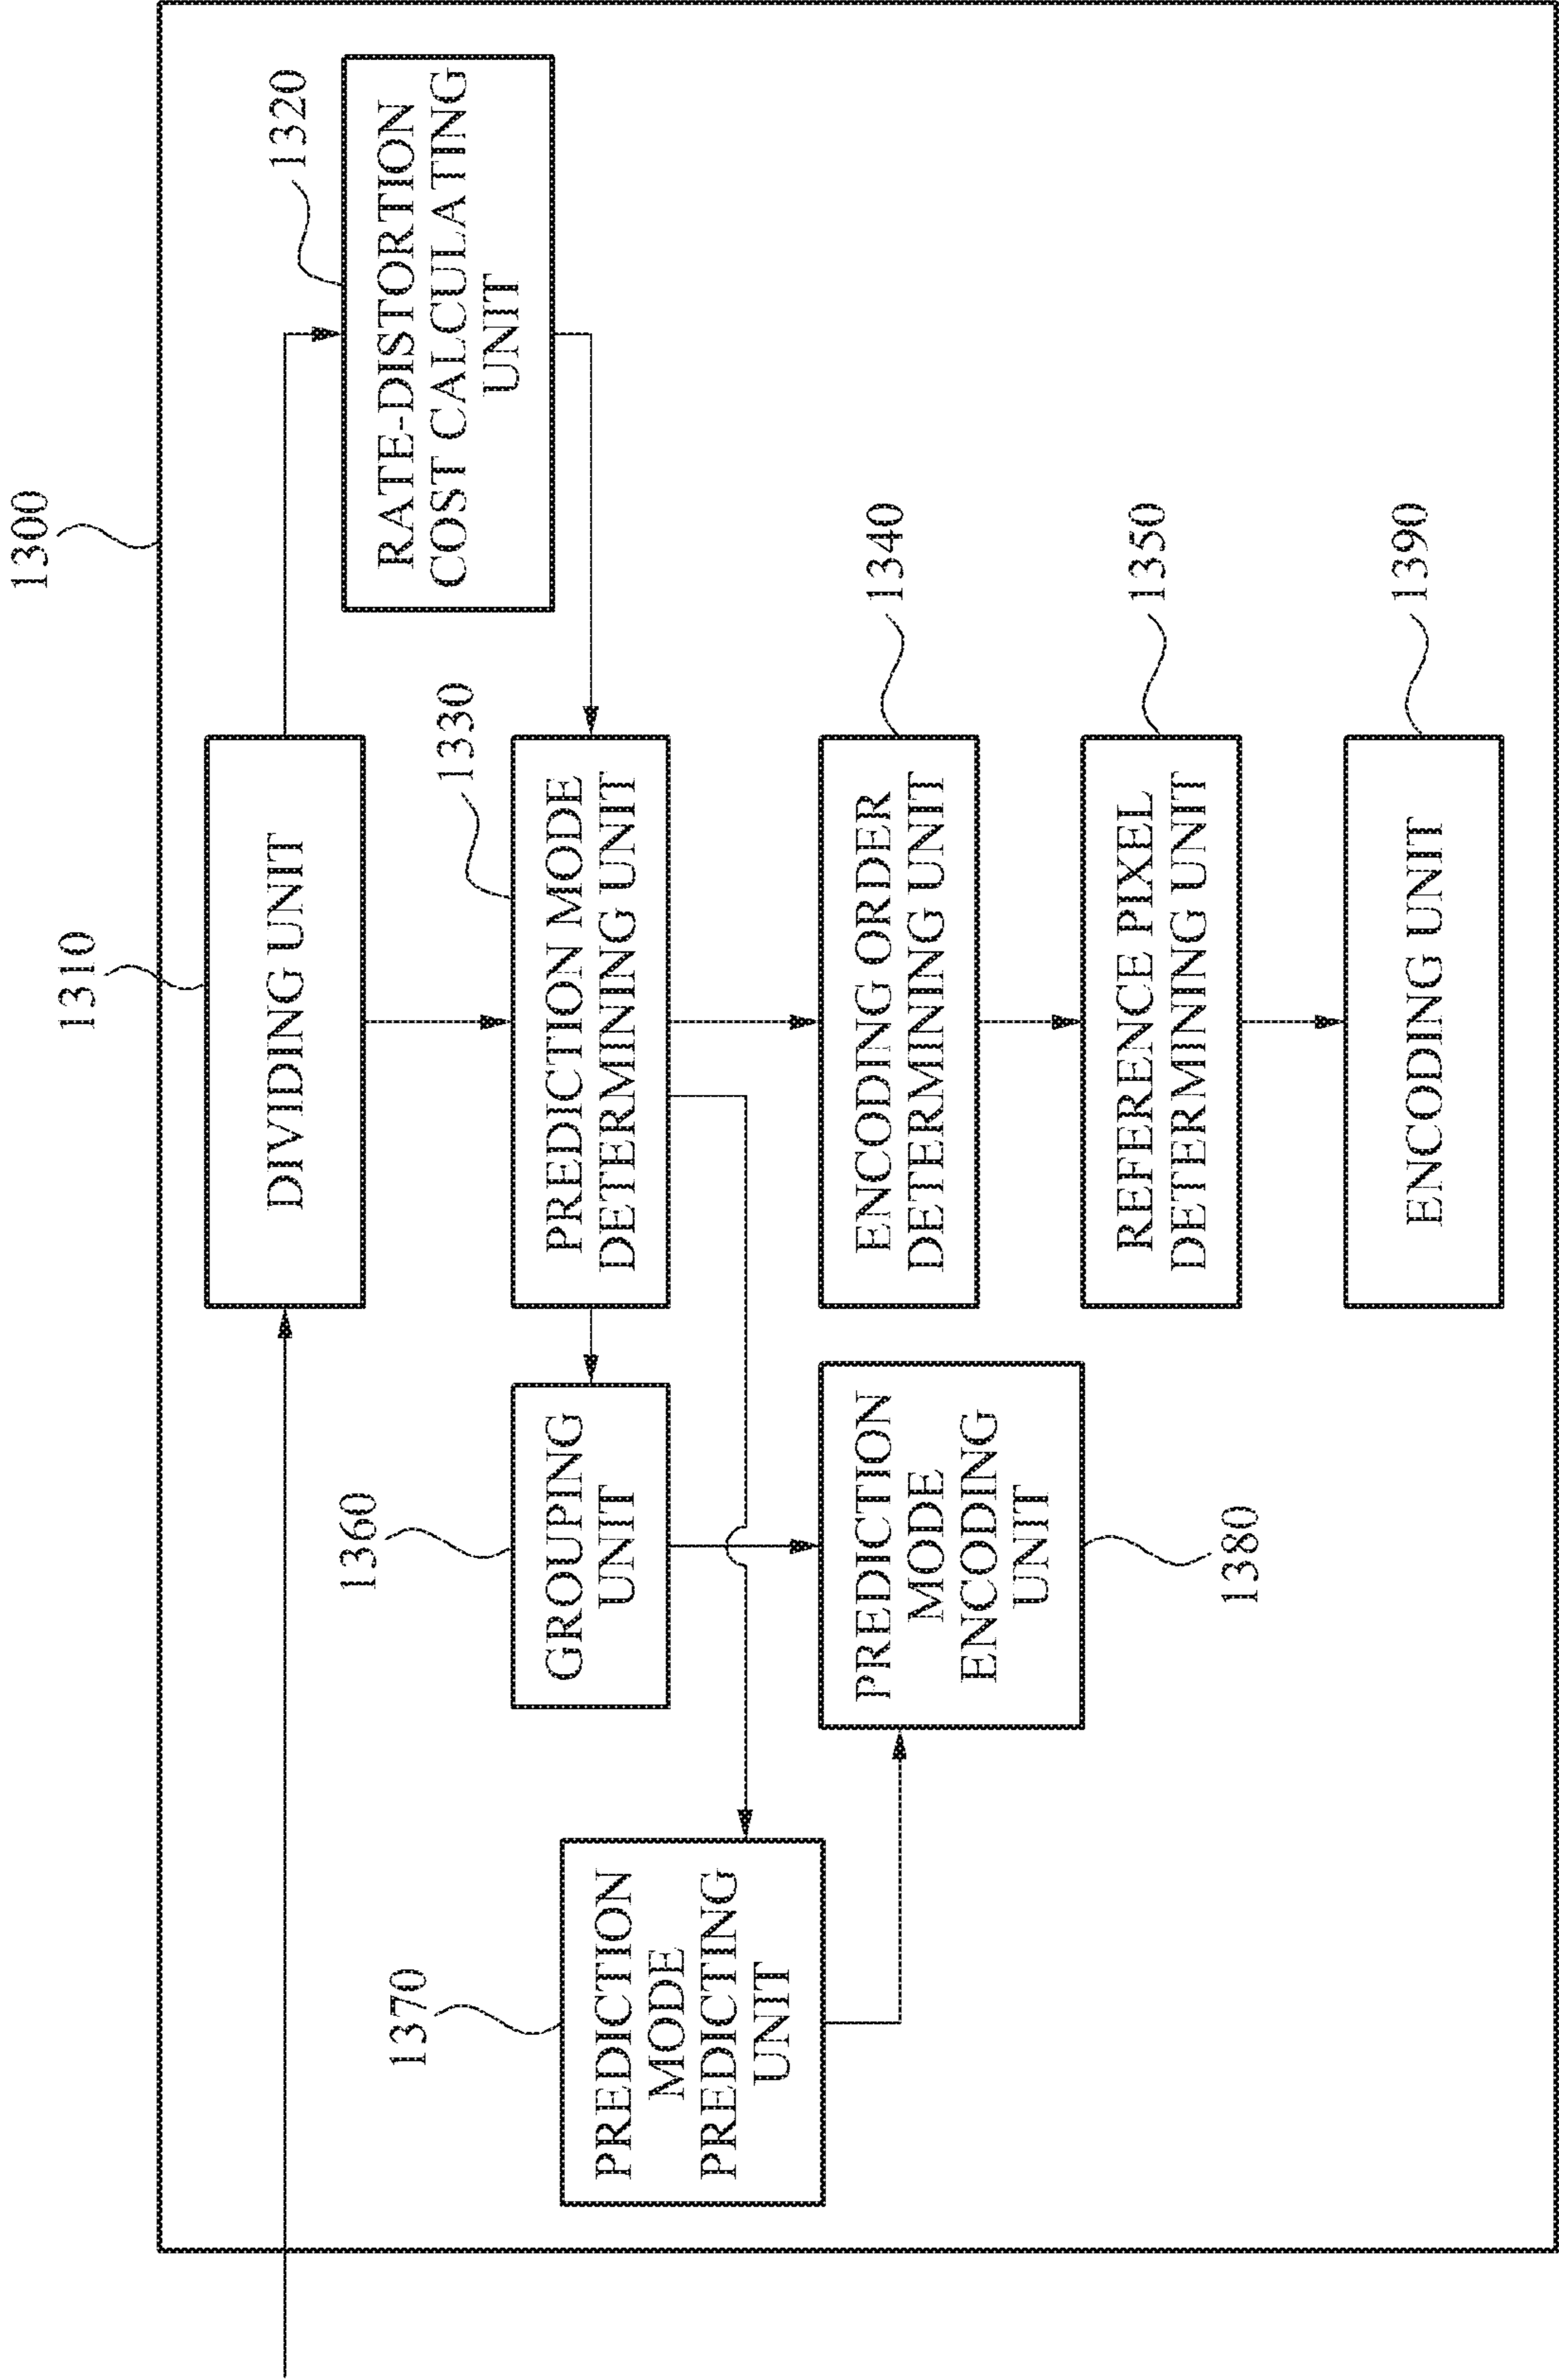 1300
1310
DIVIDING UNIT
1320
RATE-DISTORTION
COST CALCULATING
UNIT
1330
PREDICTION MODE
DETERMINING UNIT
1360
GROUPING
UNIT
1370
PREDICTION
MODE
PREDICTING
UNIT
PREDICTION
MODE
ENCODING
UNIT
1380
1340
ENCODING ORDER
DETERMINING UNIT
1350
REFERENCE PIXEL
DETERMINING UNIT
1390
ENCODING UNIT